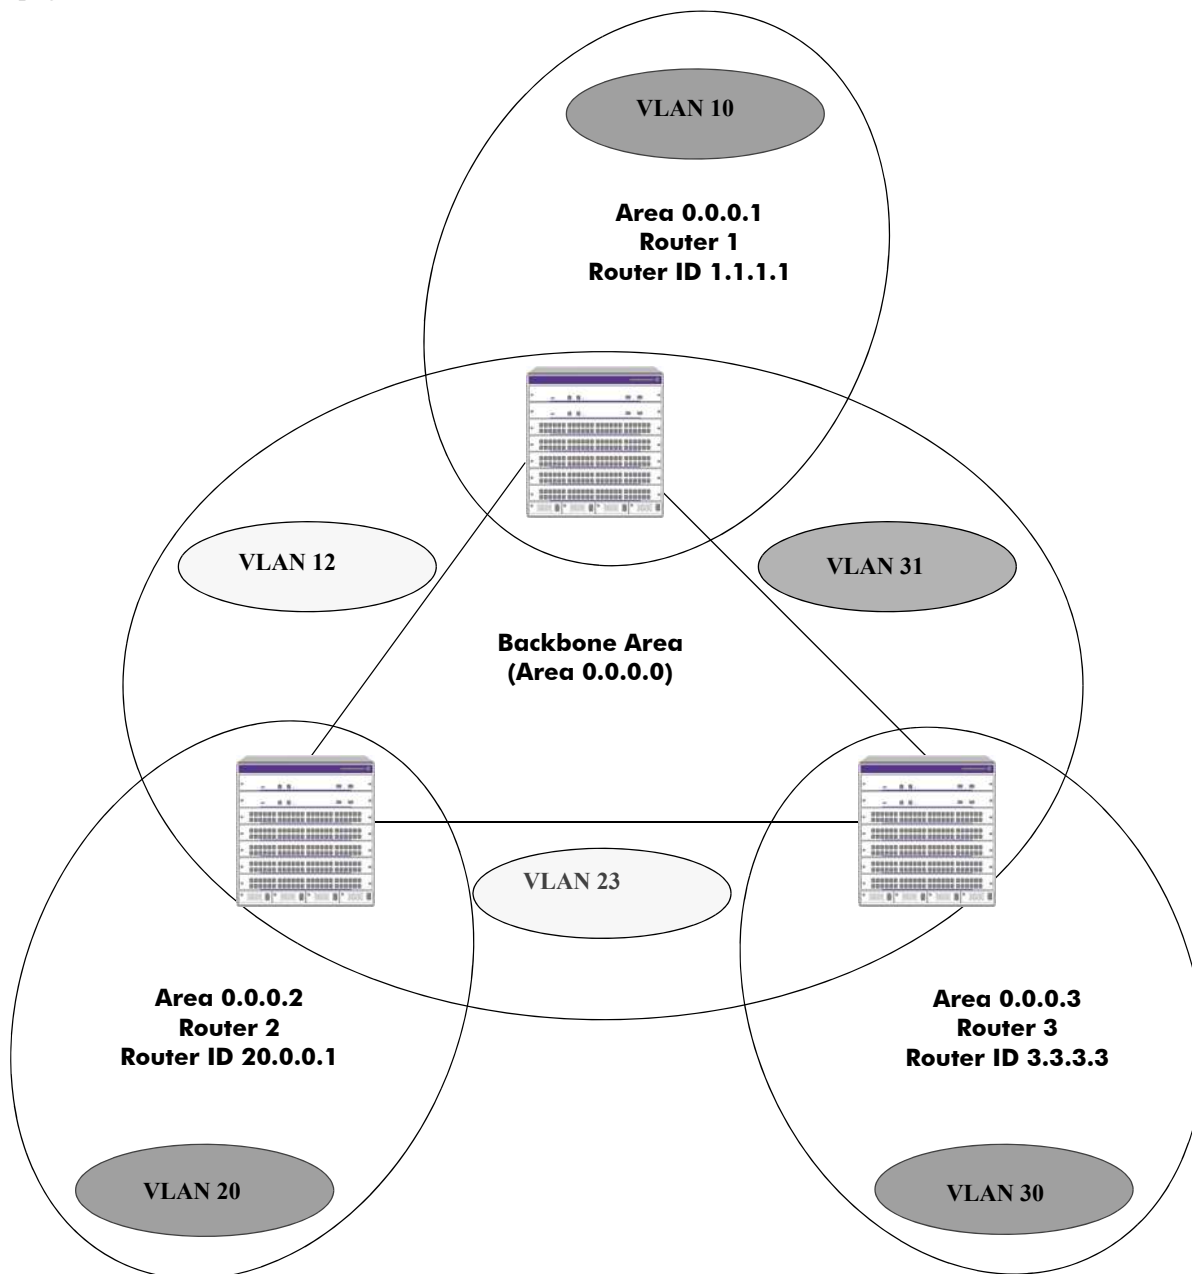 VLAN 10
Area 0.0.0.1
Router 1
Router ID 1.1.1.1
VLAN 12
VLAN 31
Backbone Area
(Area 0.0.0.0)
VLAN 23
Area 0.0.0.2
Router 2
Router ID 20.0.0.1
Area 0.0.0.3
Router 3
Router ID 3.3.3.3
VLAN 20
VLAN 30